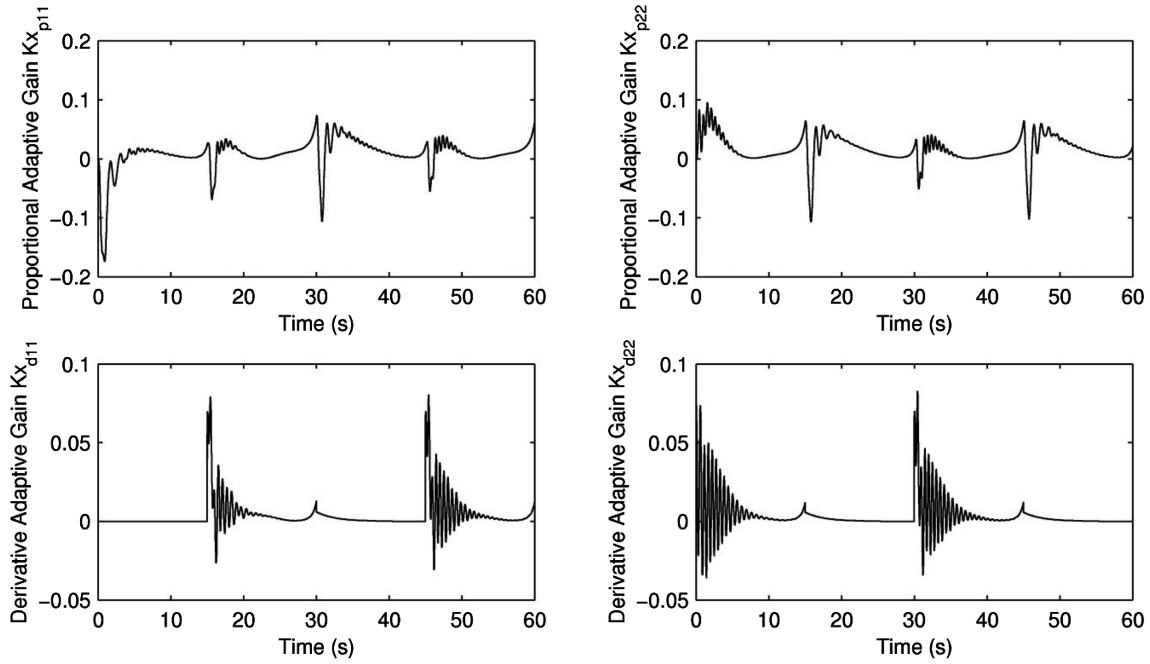 Proportional Adaptive Gain Kx_p11
0.2
0.1
0
−0.1
−0.2
0 10 20 30 40 50 60
Time (s)
Proportional Adaptive Gain Kx_p22
0.2
0.1
0
−0.1
−0.2
0 10 20 30 40 50 60
Time (s)
Derivative Adaptive Gain Kx_d11
0.1
0.05
0
−0.05
0 10 20 30 40 50 60
Time (s)
Derivative Adaptive Gain Kx_d22
0.1
0.05
0
−0.05
0 10 20 30 40 50 60
Time (s)